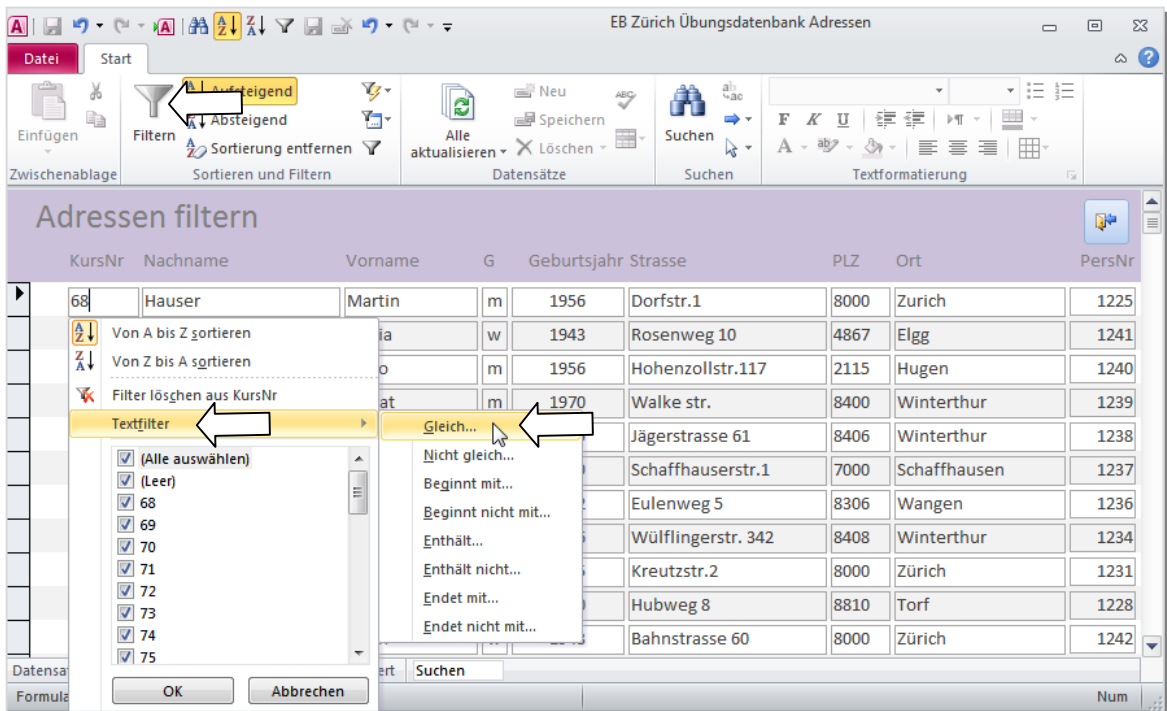 EB Zürich Übungsdatenbank Adressen
Datei Start
Einfügen
Zwischenablage
Filtern
Aufsteigend
Absteigend
Sortierung entfernen
Sortieren und Filtern
Alle
aktualisieren
Neu
Speichern
Löschen
Datensätze
Suchen
Suchen
F K U
Textformatierung
Adressen filtern
KursNr Nachname Vorname G Geburtsjahr Strasse PLZ Ort PersNr
68 Hauser Martin m 1956 Dorfstr.1 8000 Zurich 1225
ia w 1943 Rosenweg 10 4867 Elgg 1241
o m 1956 Hohenzollstr.117 2115 Hugen 1240
at m 1970 Walke str. 8400 Winterthur 1239
Jägerstrasse 61 8406 Winterthur 1238
Schaffhauserstr.1 7000 Schaffhausen 1237
Eulenweg 5 8306 Wangen 1236
Wülflingerstr. 342 8408 Winterthur 1234
Kreutzstr.2 8000 Zürich 1231
Hubweg 8 8810 Torf 1228
Bahnstrasse 60 8000 Zürich 1242
Von A bis Z sortieren
Von Z bis A sortieren
Filter löschen aus KursNr
Textfilter
(Alle auswählen)
(Leer)
68
69
70
71
72
73
74
75
OK Abbrechen
Gleich...
Nicht gleich...
Beginnt mit...
Beginnt nicht mit...
Enthält...
Enthält nicht...
Endet mit...
Endet nicht mit...
Datensa ert Suchen
Formula Num